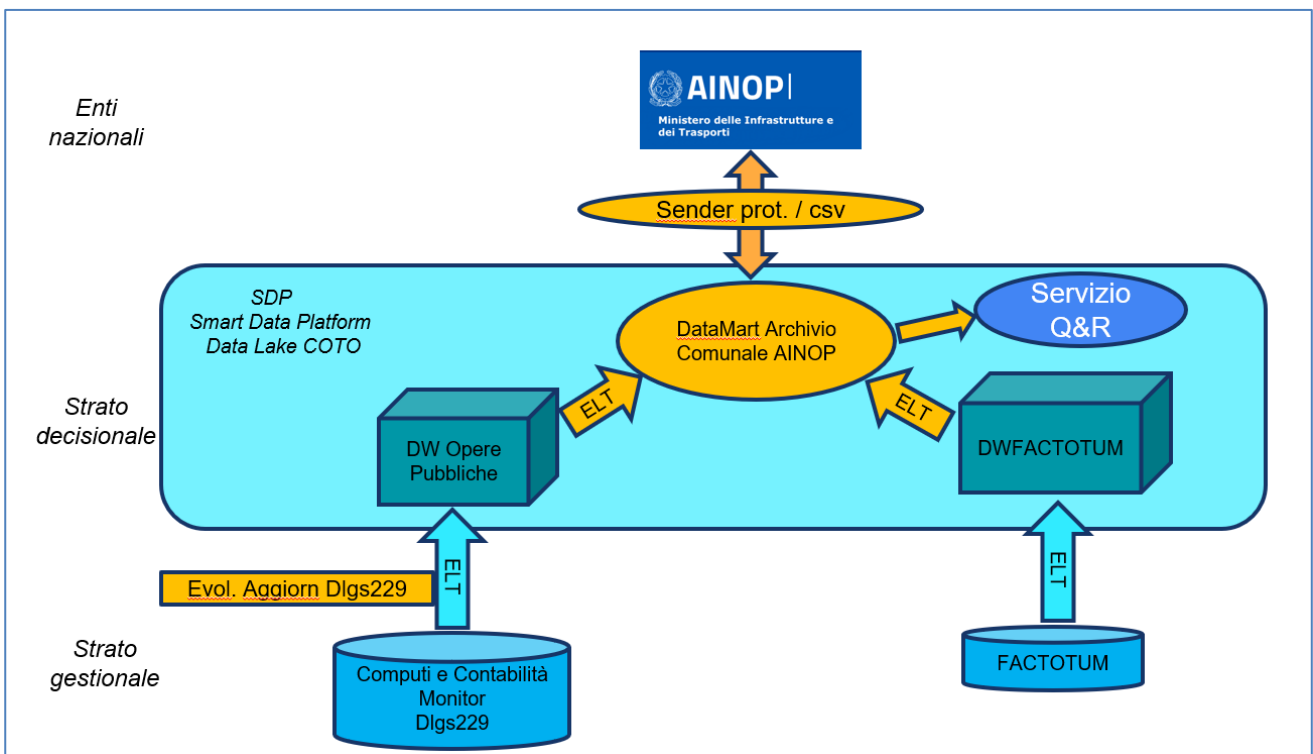 Enti
nazionali
AINOP
Ministero delle Infrastrutture e
dei Trasporti
Sender prot. / csv
SDP
Smart Data Platform
Data Lake COTO
DataMart Archivio
Comunale AINOP
Servizio
Q&R
Strato
decisionale
ELT
ELT
DW Opere
Pubbliche
DWFACTOTUM
Evol. Aggiorn Dlgs229
ELT
ELT
Strato
gestionale
Computi e Contabilità
Monitor
Dlgs229
FACTOTUM